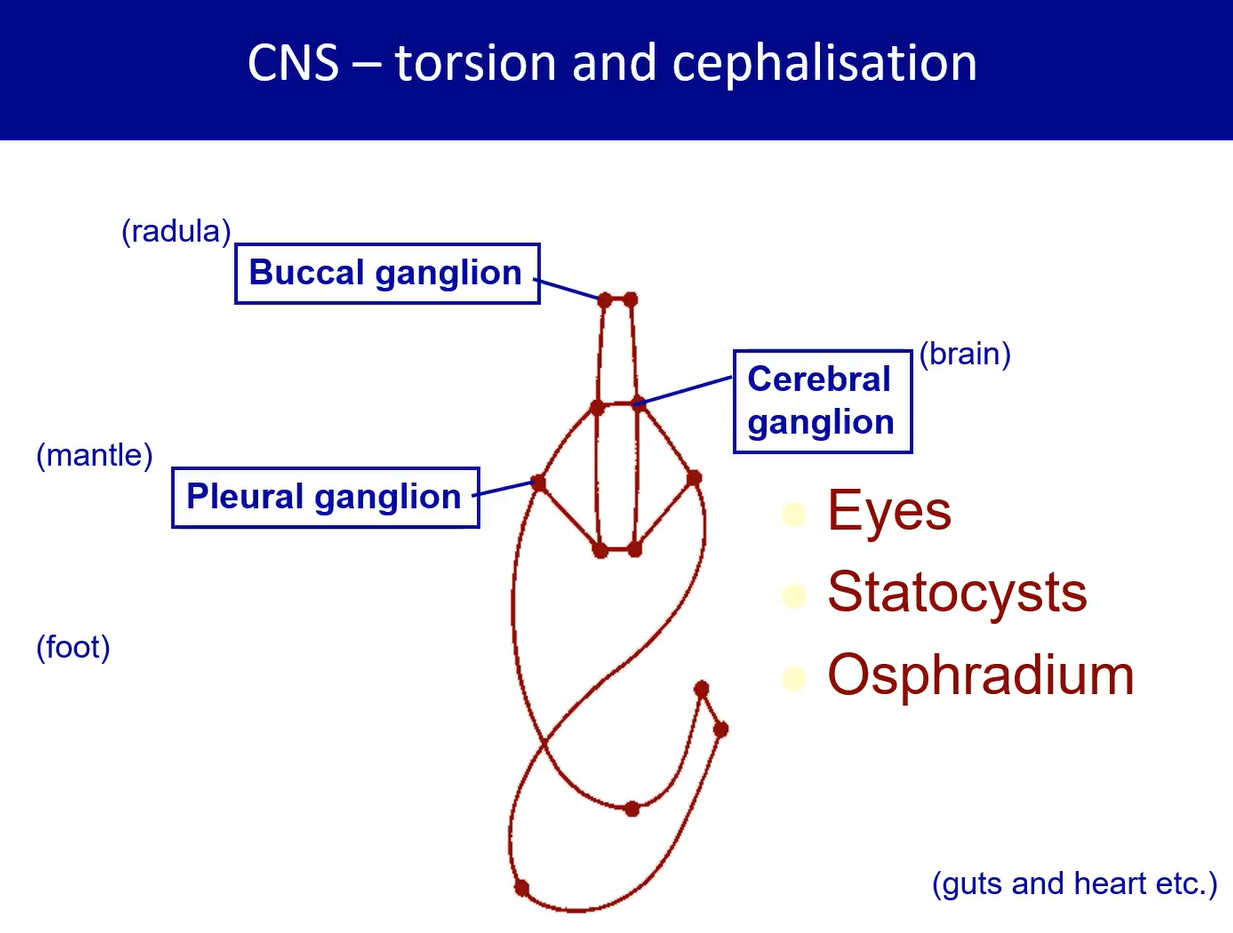 CNS – torsion and cephalisation
(radula)
Buccal ganglion
(brain)
Cerebral
ganglion
(mantle)
Pleural ganglion
Eyes
Statocysts
(foot)
Osphradium
(guts and heart etc.)